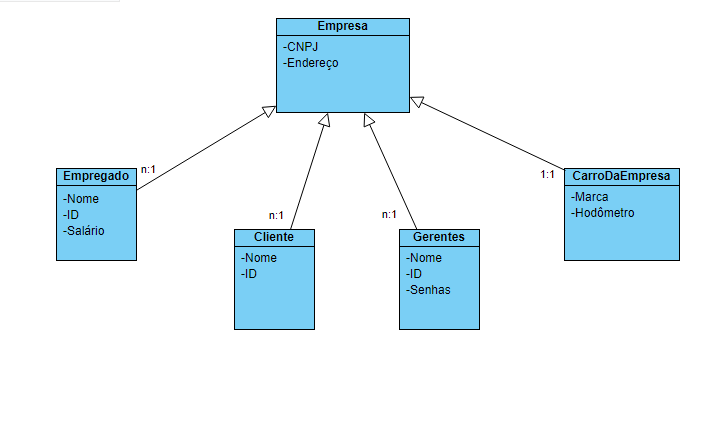 Empresa
-CNPJ
-Endereço
n:1
Empregado
-Nome
-ID
-Salário
n:1
Cliente
-Nome
-ID
n:1
Gerentes
-Nome
-ID
-Senhas
1:1
CarroDaEmpresa
-Marca
-Hodômetro